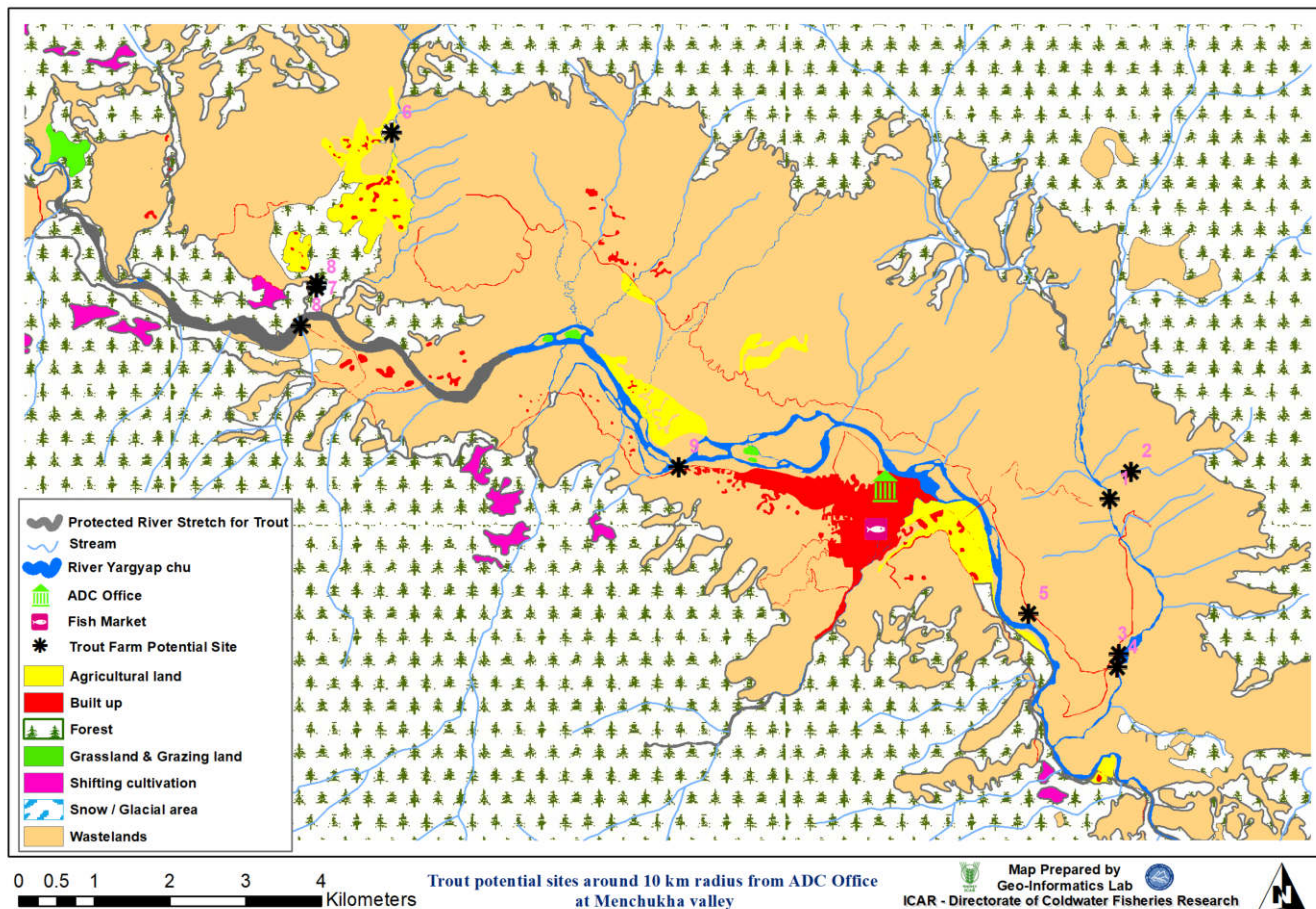 6
8
7
8
9
2
1
5
3
4
Protected River Stretch for Trout
Stream
River Yargyap chu
ADC Office
Fish Market
Trout Farm Potential Site
Agricultural land
Built up
Forest
Grassland & Grazing land
Shifting cultivation
Snow / Glacial area
Wastelands
0 0.5 1 2 3 4
Kilometers
Trout potential sites around 10 km radius from ADC Office
at Menchukha valley
Map Prepared by
Geo-Informatics Lab
ICAR - Directorate of Coldwater Fisheries Research
N